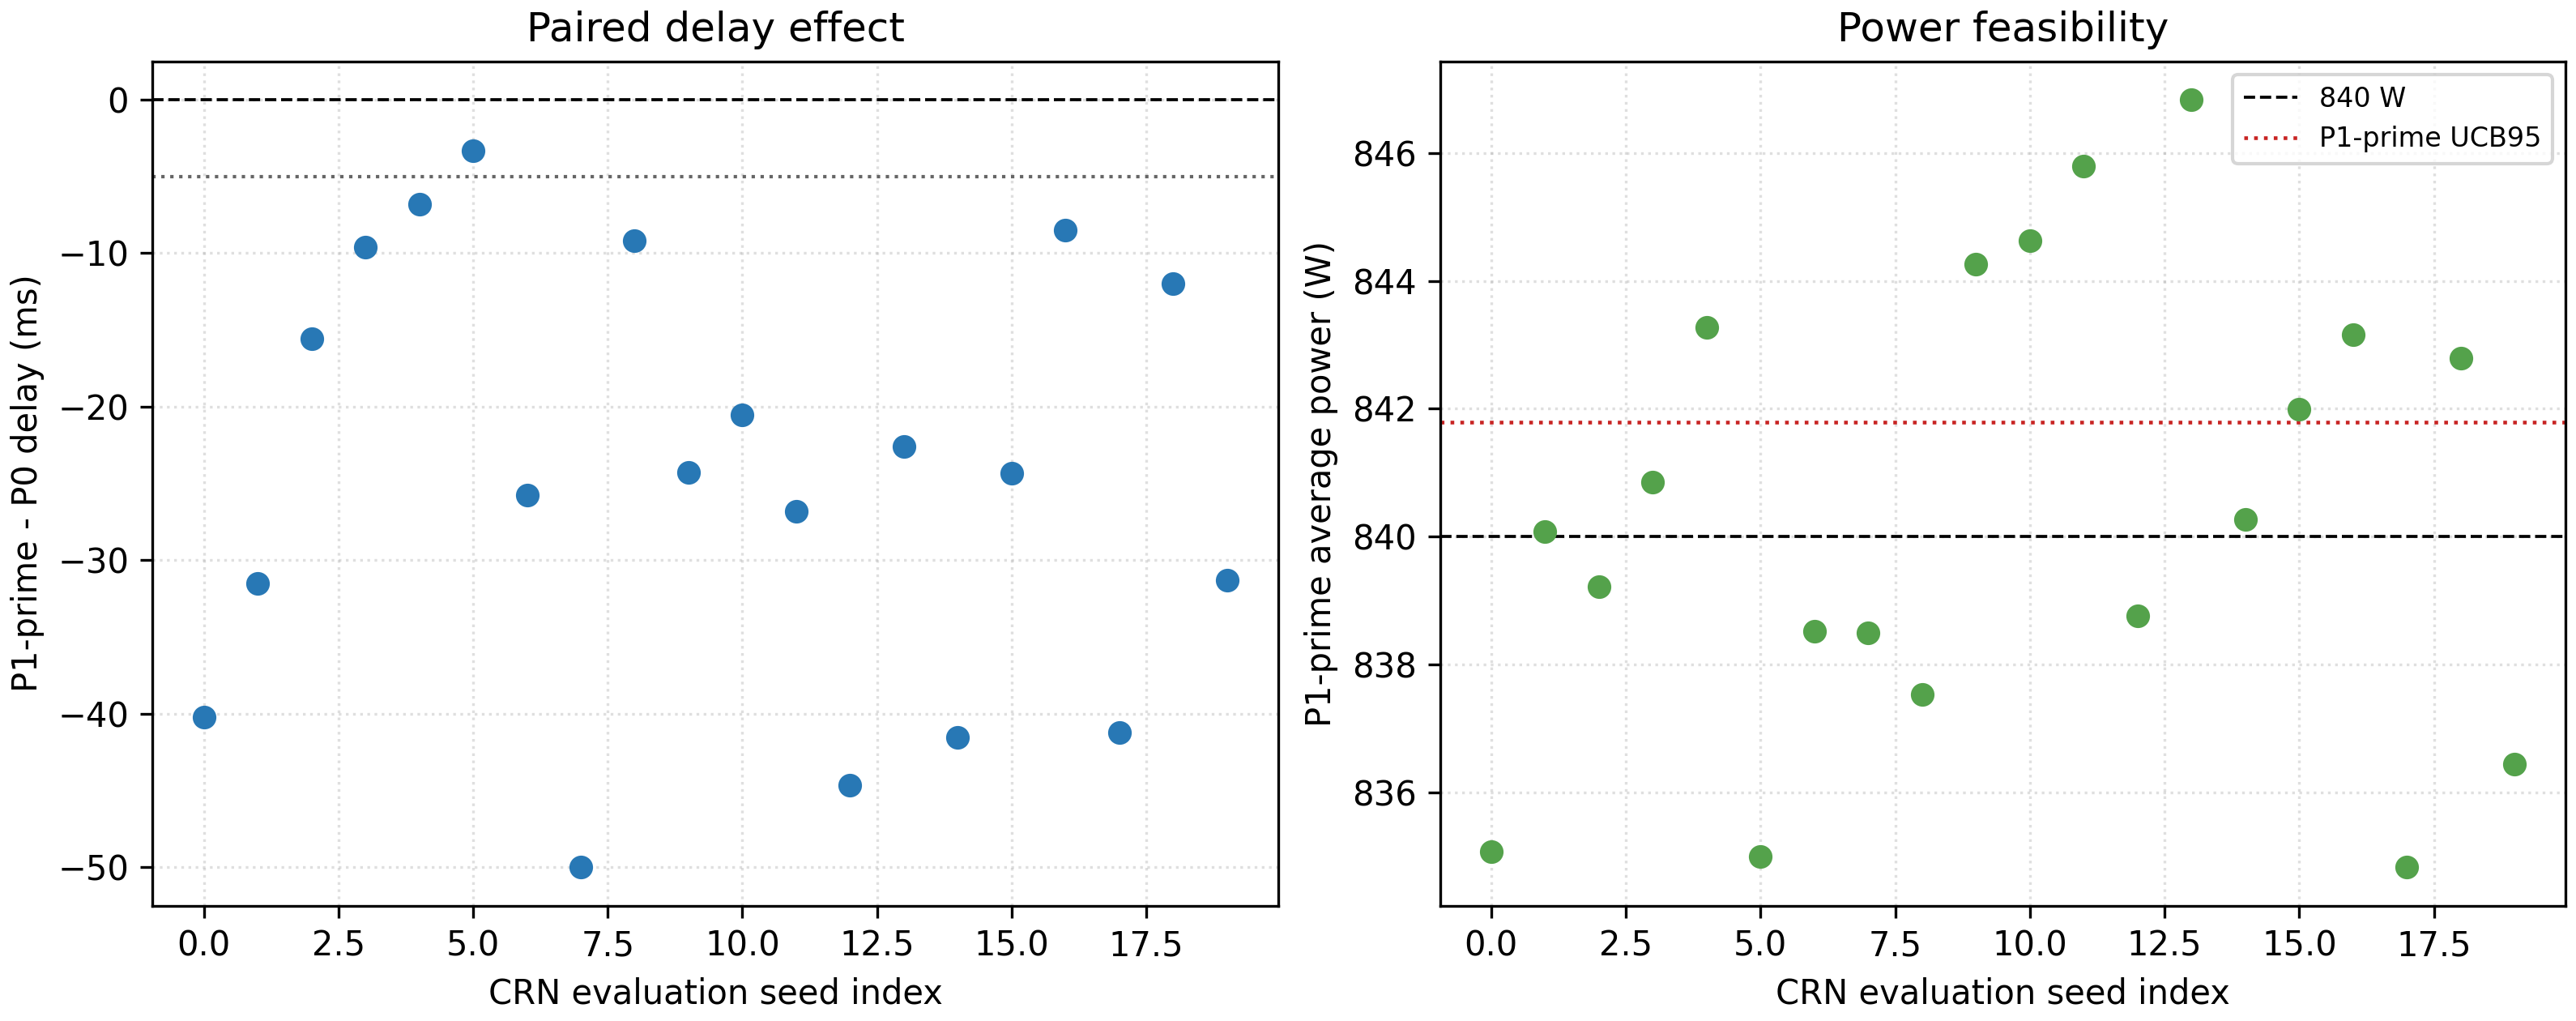 Paired delay effect
P1-prime - P0 delay (ms)
0
−10
−20
−30
−40
−50
0.0 2.5 5.0 7.5 10.0 12.5 15.0 17.5
CRN evaluation seed index
Power feasibility
840 W
P1-prime UCB95
P1-prime average power (W)
846
844
842
840
838
836
0.0 2.5 5.0 7.5 10.0 12.5 15.0 17.5
CRN evaluation seed index